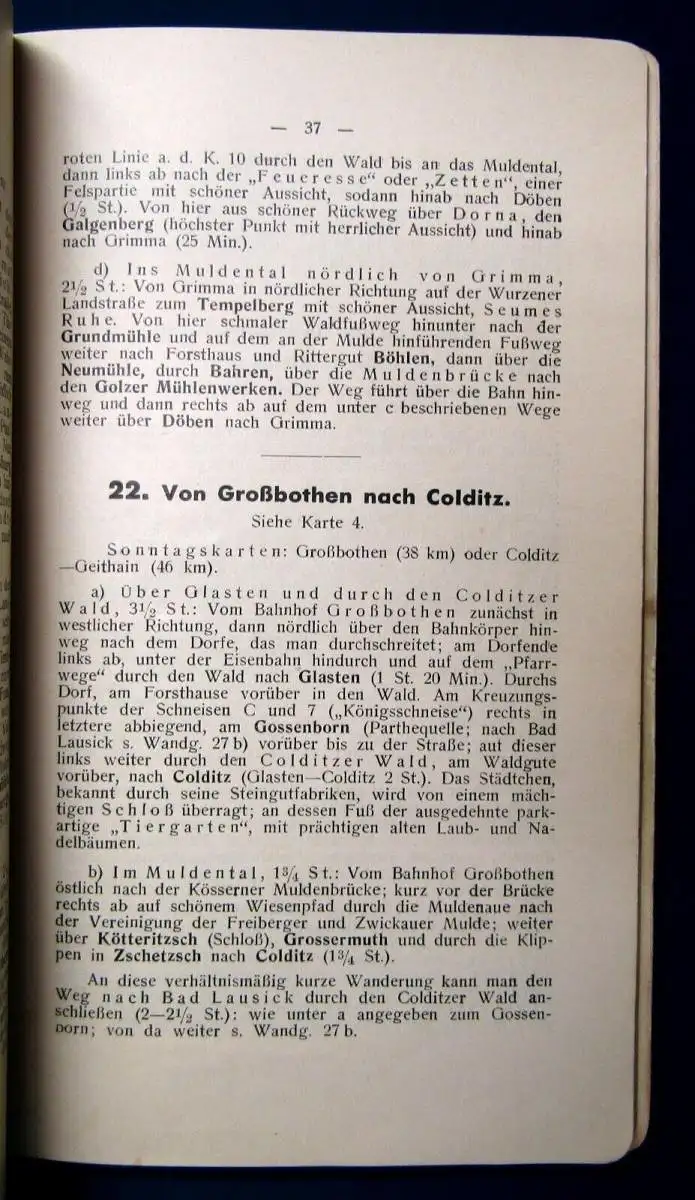 — 37 —
roten Linie a. d. K. 10 durch den Wald bis an das Muldental,
dann links ab nach der „Feueresse“ oder „Zetten“, einer
Felspartie mit schöner Aussicht, sodann hinab nach Döben
(1/2 St.). Von hier aus schöner Rückweg über Dorna, den
Galgenberg (höchster Punkt mit herrlicher Aussicht) und hinab
nach Grimma (25 Min.).
d) Ins Muldental nördlich von Grimma,
2 1/2 St.: Von Grimma in nördlicher Richtung auf der Wurzener
Landstraße zum Tempelberg mit schöner Aussicht, Seumes
Ruhe. Von hier schmaler Waldfußweg hinunter nach der
Grundmühle und auf dem an der Mulde hinführenden Fußweg
weiter nach Forsthaus und Rittergut Böhlen, dann über die
Neumühle, durch Bahren, über die Muldenbrücke nach
den Golzer Mühlenwerken. Der Weg führt über die Bahn hin-
weg und dann rechts ab auf dem unter c beschriebenen Wege
weiter über Döben nach Grimma.
22. Von Großbothen nach Colditz.
Siehe Karte 4.
Sonntagskarten: Großbothen (38 km) oder Colditz
—Geithain (46 km).
a) Über Glasten und durch den Colditzer
Wald, 3 1/2 St.: Vom Bahnhof Großbothen zunächst in
westlicher Richtung, dann nördlich über den Bahnkörper hin-
weg nach dem Dorfe, das man durchschreitet; am Dorfende
links ab, unter der Eisenbahn hindurch und auf dem „Pfarr-
wege“ durch den Wald nach Glasten (1 St. 20 Min.). Durchs
Dorf, am Forsthause vorüber in den Wald. Am Kreuzungs-
punkte der Schneisen C und 7 („Königsschneise“) rechts in
letztere abbiegend, am Gossenborn (Parthequelle; nach Bad
Lausick s. Wandg. 27 b) vorüber bis zu der Straße; auf dieser
links weiter durch den Colditzer Wald, am Waldgute
vorüber, nach Colditz (Glasten—Colditz 2 St.). Das Städtchen,
bekannt durch seine Steingutfabriken, wird von einem mäch-
tigen Schloß überragt; an dessen Fuß der ausgedehnte park-
artige „Tiergarten“, mit prächtigen alten Laub- und Na-
delbäumen.
b) Im Muldental, 1 3/4 St.: Vom Bahnhof Großbothen
östlich nach der Kösserner Muldenbrücke; kurz vor der Brücke
rechts ab auf schönem Wiesenpfad durch die Muldenaue nach
der Vereinigung der Freiberger und Zwickauer Mulde; weiter
über Kötteritzsch (Schloß), Grossermuth und durch die Klip-
pen in Zschetzsch nach Colditz (1 3/4 St.).
An diese verhältnismäßig kurze Wanderung kann man den
Weg nach Bad Lausick durch den Colditzer Wald an-
schließen (2—2 1/2 St.): wie unter a angegeben zum Gossen-
born; von da weiter s. Wandg. 27 b.